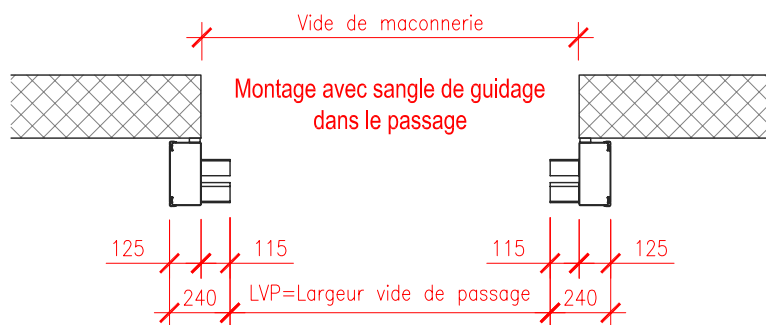 Vide de maconnerie
Montage avec sangle de guidage
dans le passage
125 115 115 125
240 LVP=Largeur vide de passage 240